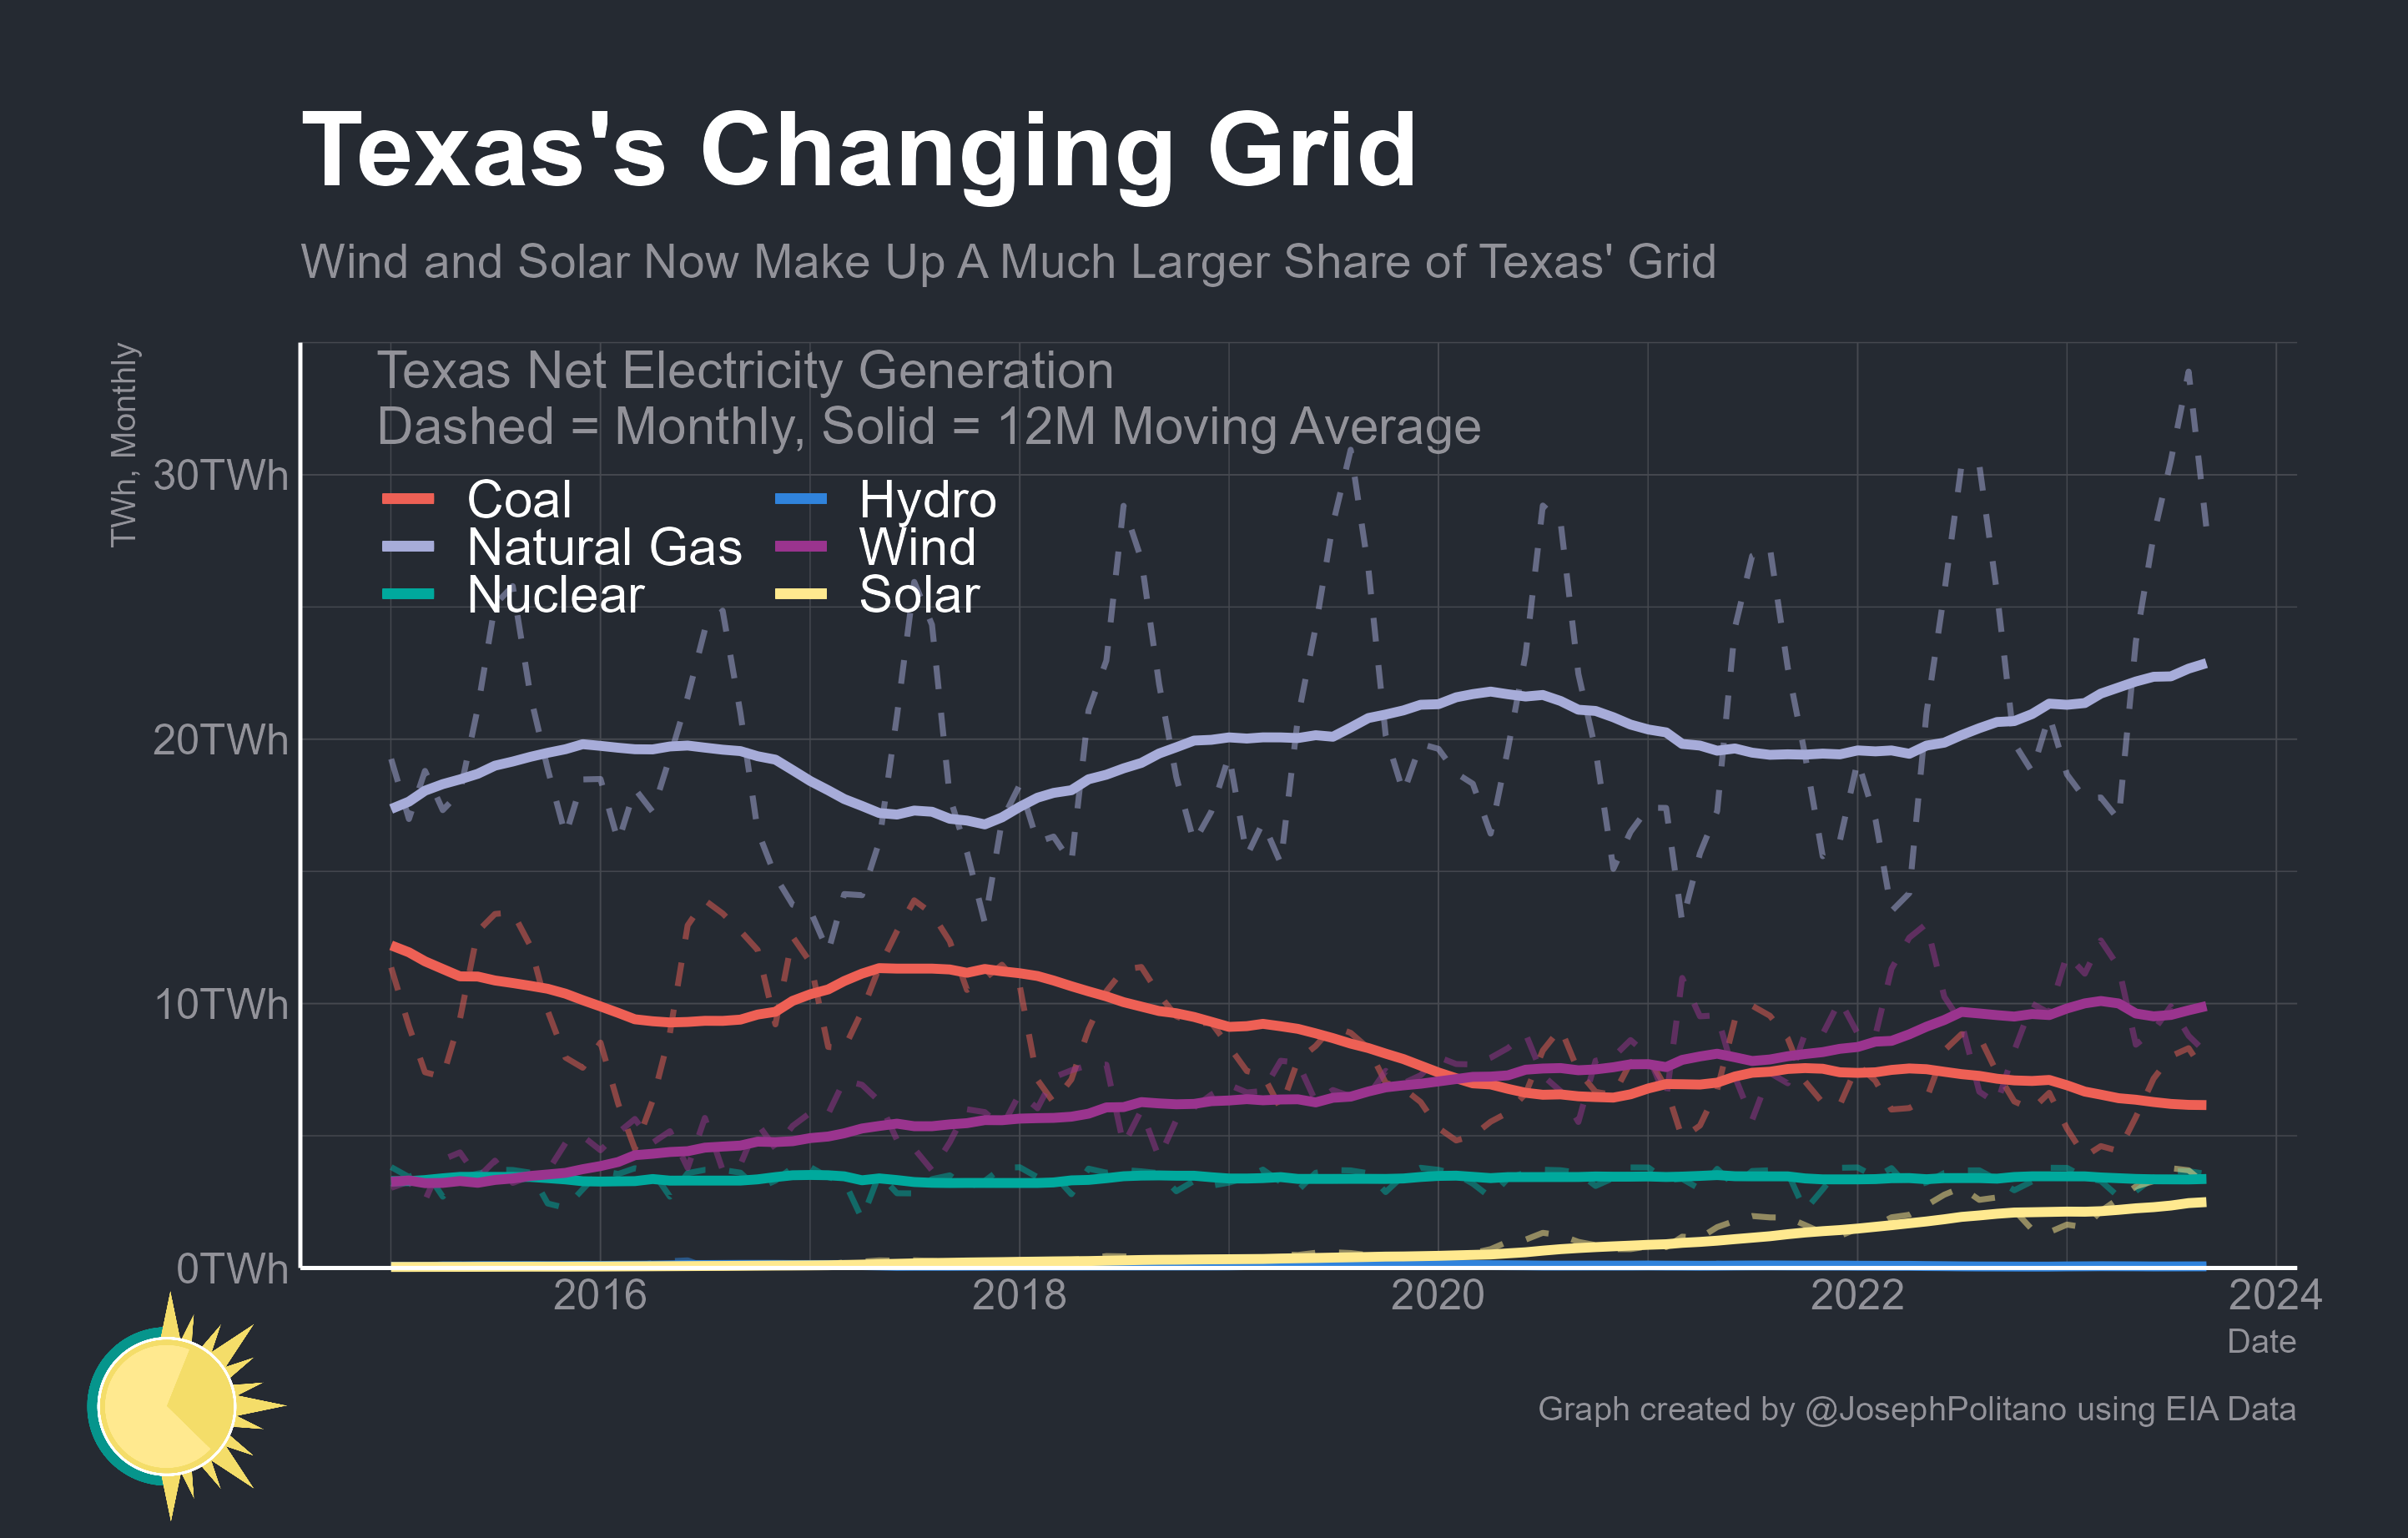 Texas's Changing Grid
Wind and Solar Now Make Up A Much Larger Share of Texas' Grid
TWh, Monthly
Texas Net Electricity Generation
Dashed = Monthly, Solid = 12M Moving Average
Coal
Natural Gas
Nuclear
Hydro
Wind
Solar
30TWh
20TWh
10TWh
0TWh
2016 2018 2020 2022 2024
Date
Graph created by @JosephPolitano using EIA Data